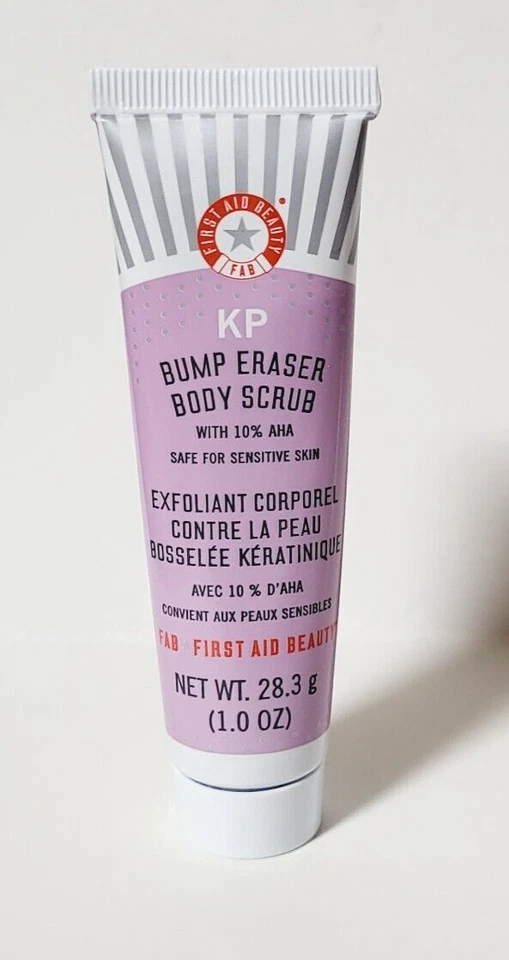 FIRST AID BEAUTY
FAB
KP
BUMP ERASER
BODY SCRUB
WITH 10% AHA
SAFE FOR SENSITIVE SKIN
EXFOLIANT CORPOREL
CONTRE LA PEAU
BOSSELÉE KÉRATINIQUE
AVEC 10 % D'AHA
CONVIENT AUX PEAUX SENSIBLES
FAB FIRST AID BEAUTY
NET WT. 28.3 g
(1.0 OZ)